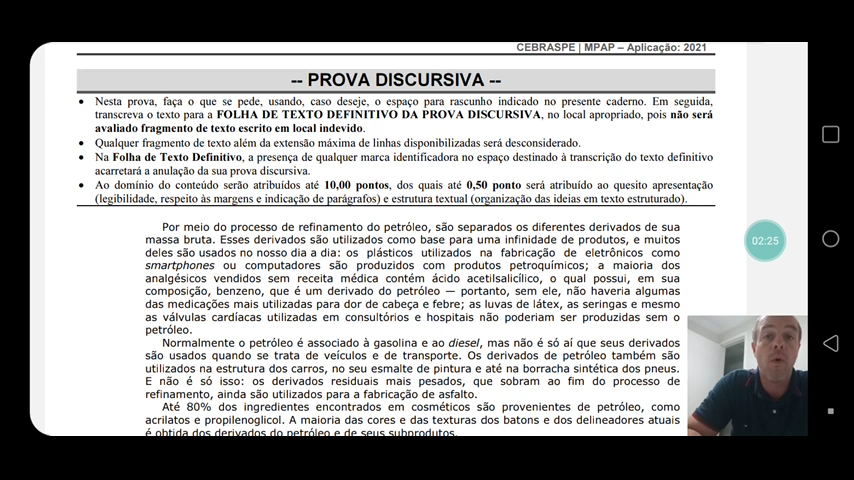 CEBRASPE | MPAP – Aplicação: 2021
-- PROVA DISCURSIVA --
• Nesta prova, faça o que se pede, usando, caso deseje, o espaço para rascunho indicado no presente caderno. Em seguida,
transcreva o texto para a FOLHA DE TEXTO DEFINITIVO DA PROVA DISCURSIVA, no local apropriado, pois não será
avaliado fragmento de texto escrito em local indevido.
• Qualquer fragmento de texto além da extensão máxima de linhas disponibilizadas será desconsiderado.
• Na Folha de Texto Definitivo, a presença de qualquer marca identificadora no espaço destinado à transcrição do texto definitivo
acarretará a anulação da sua prova discursiva.
• Ao domínio do conteúdo serão atribuídos até 10,00 pontos, dos quais até 0,50 ponto será atribuído ao quesito apresentação
(legibilidade, respeito às margens e indicação de parágrafos) e estrutura textual (organização das ideias em texto estruturado).
02:25
Por meio do processo de refinamento do petróleo, são separados os diferentes derivados de sua
massa bruta. Esses derivados são utilizados como base para uma infinidade de produtos, e muitos
deles são usados no nosso dia a dia: os plásticos utilizados na fabricação de eletrônicos como
smartphones ou computadores são produzidos com produtos petroquímicos; a maioria dos
analgésicos vendidos sem receita médica contém ácido acetilsalicílico, o qual possui, em sua
composição, benzeno, que é um derivado do petróleo — portanto, sem ele, não haveria algumas
das medicações mais utilizadas para dor de cabeça e febre; as luvas de látex, as seringas e mesmo
as válvulas cardíacas utilizadas em consultórios e hospitais não poderiam ser produzidas sem o
petróleo.
Normalmente o petróleo é associado à gasolina e ao diesel, mas não é só aí que seus derivados
são usados quando se trata de veículos e de transporte. Os derivados de petróleo também são
utilizados na estrutura dos carros, no seu esmalte de pintura e até na borracha sintética dos pneus.
E não é só isso: os derivados residuais mais pesados, que sobram ao fim do processo de
refinamento, ainda são utilizados para a fabricação de asfalto.
Até 80% dos ingredientes encontrados em cosméticos são provenientes de petróleo, como
acrilatos e propilenoglicol. A maioria das cores e das texturas dos batons e dos delineadores atuais
é obtida dos derivados do petróleo e de seus subprodutos.